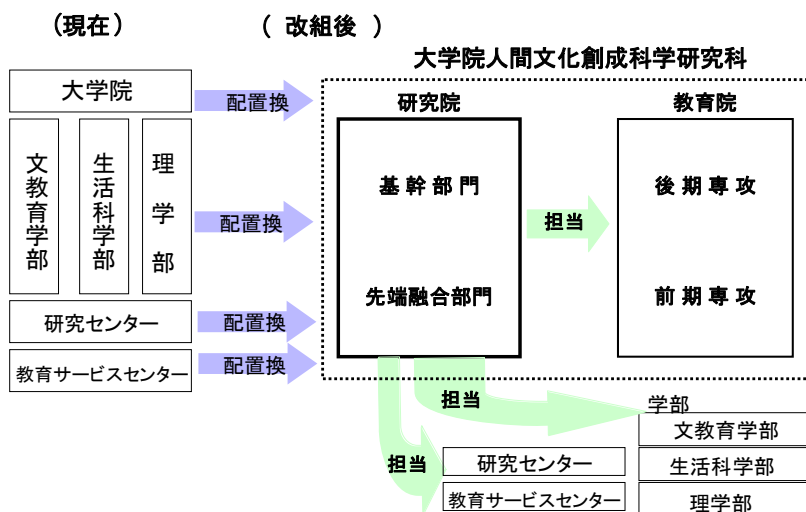 (現在)
( 改組後 )
大学院人間文化創成科学研究科
大学院
配置換
文教育学部
生活科学部
理学部
配置換
研究センター
配置換
教育サービスセンター
配置換
研究院
基幹部門
先端融合部門
担当
教育院
後期専攻
前期専攻
担当
学部
文教育学部
生活科学部
理学部
担当
研究センター
教育サービスセンター